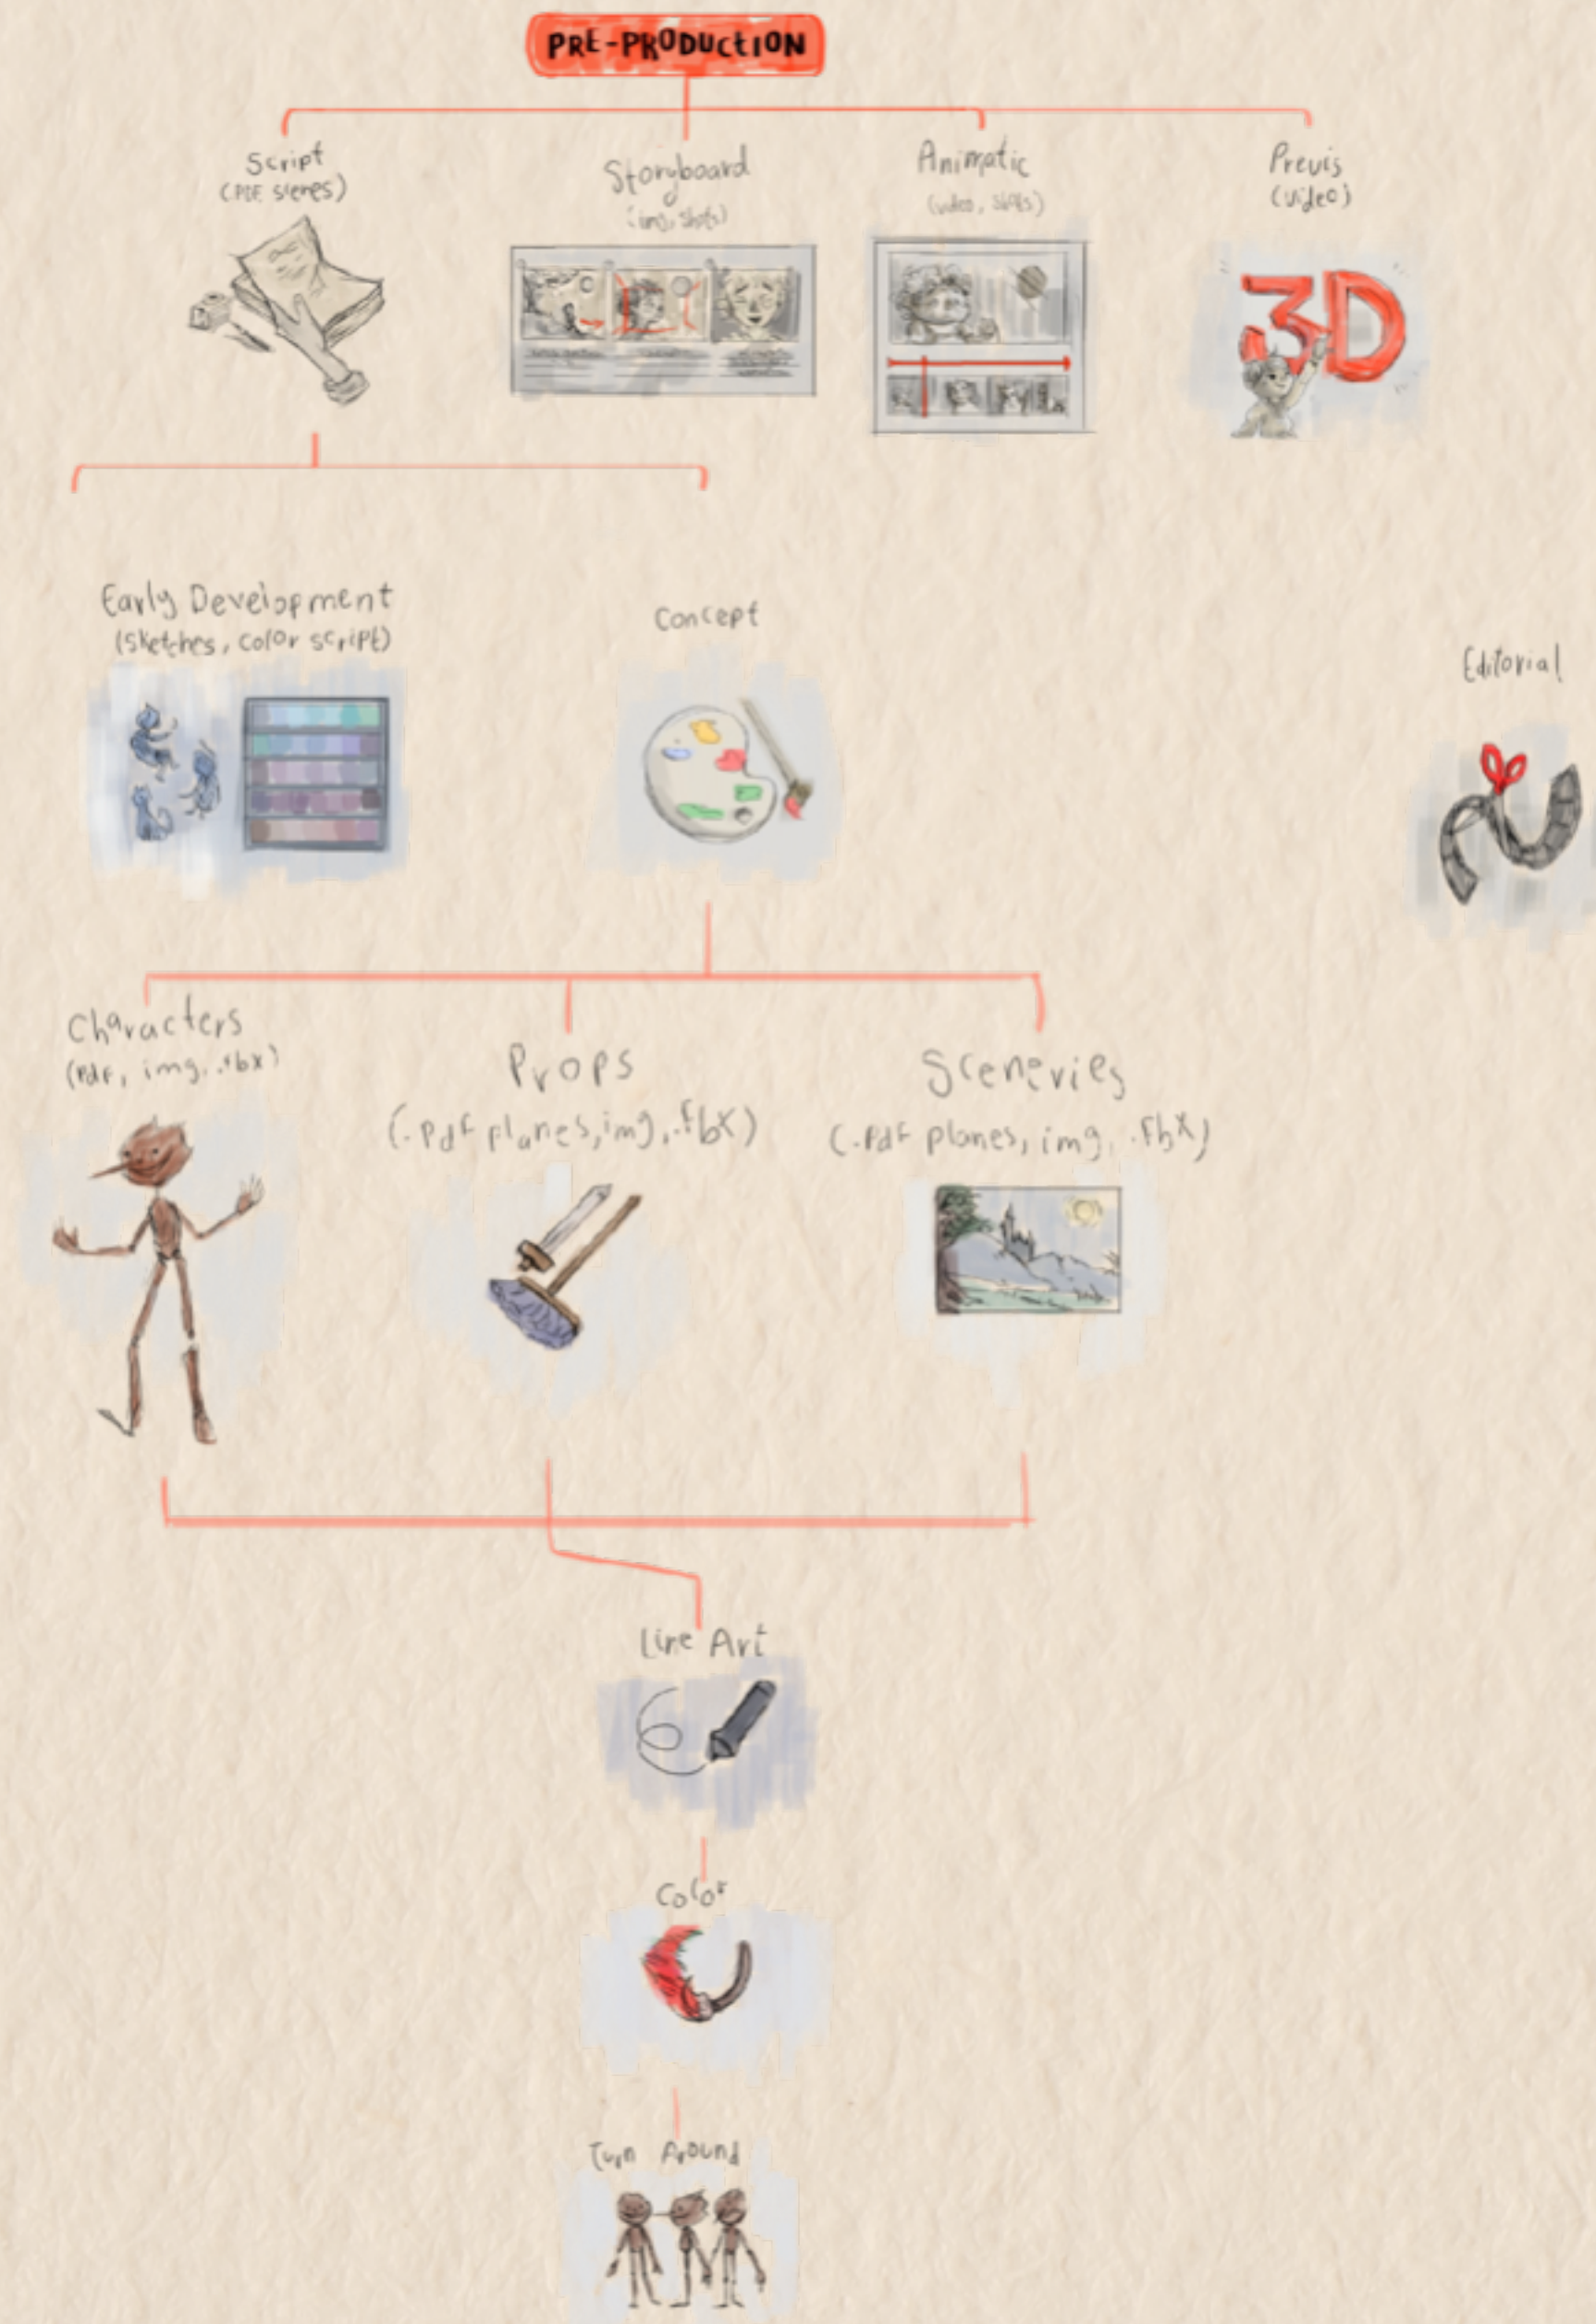 PRE-PRODUCTION
Script
(PDF scenes)
Storyboard
(img, shots)
Animatic
(video, shots)
Previs
(video)
3D
Early Development
(sketches, color script)
Concept
Editorial
Characters
(Pdf, img, .fbx)
Props
(.Pdf planes, img, .fbx)
Sceneries
(.Pdf planes, img, .fbx)
Line Art
Color
Turn Around